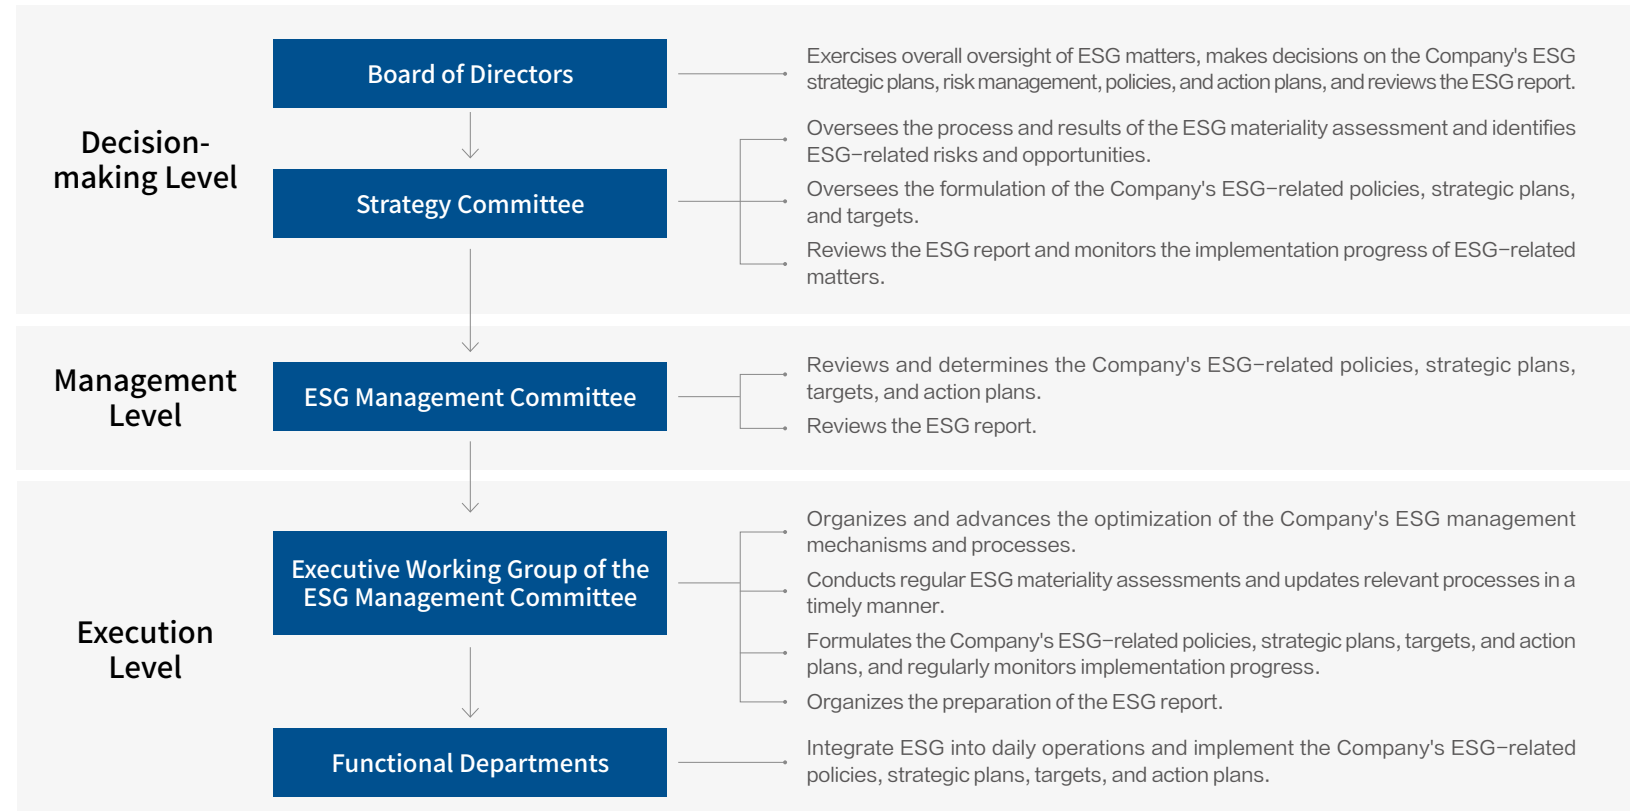 Decision-
making Level
Board of Directors
Exercises overall oversight of ESG matters, makes decisions on the Company's ESG
strategic plans, risk management, policies, and action plans, and reviews the ESG report.
Strategy Committee
Oversees the process and results of the ESG materiality assessment and identifies
ESG-related risks and opportunities.
Oversees the formulation of the Company's ESG-related policies, strategic plans,
and targets.
Reviews the ESG report and monitors the implementation progress of ESG-related
matters.
Management
Level
ESG Management Committee
Reviews and determines the Company's ESG-related policies, strategic plans,
targets, and action plans.
Reviews the ESG report.
Execution
Level
Executive Working Group of the
ESG Management Committee
Organizes and advances the optimization of the Company's ESG management
mechanisms and processes.
Conducts regular ESG materiality assessments and updates relevant processes in a
timely manner.
Formulates the Company's ESG-related policies, strategic plans, targets, and action
plans, and regularly monitors implementation progress.
Organizes the preparation of the ESG report.
Functional Departments
Integrate ESG into daily operations and implement the Company's ESG-related
policies, strategic plans, targets, and action plans.